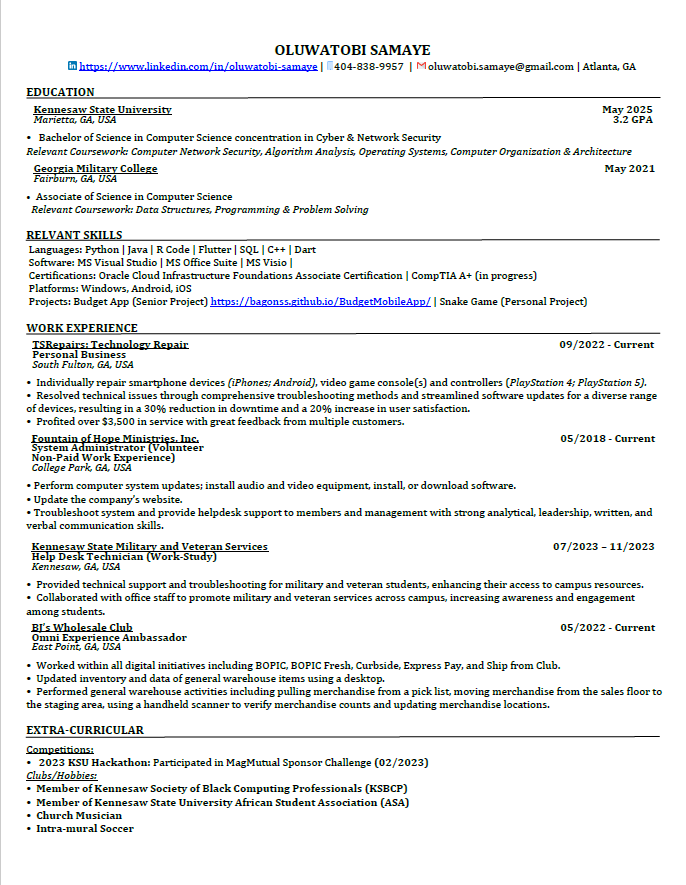 OLUWATOBI SAMAYE
https://www.linkedin.com/in/oluwatobi-samaye | 404-838-9957 | oluwatobi.samaye@gmail.com | Atlanta, GA
EDUCATION
Kennesaw State University May 2025
Marietta, GA, USA 3.2 GPA
• Bachelor of Science in Computer Science concentration in Cyber & Network Security
Relevant Coursework: Computer Network Security, Algorithm Analysis, Operating Systems, Computer Organization & Architecture
Georgia Military College May 2021
Fairburn, GA, USA
• Associate of Science in Computer Science
Relevant Coursework: Data Structures, Programming & Problem Solving
RELVANT SKILLS
Languages: Python | Java | R Code | Flutter | SQL | C++ | Dart
Software: MS Visual Studio | MS Office Suite | MS Visio |
Certifications: Oracle Cloud Infrastructure Foundations Associate Certification | CompTIA A+ (in progress)
Platforms: Windows, Android, iOS
Projects: Budget App (Senior Project) https://bagonss.github.io/BudgetMobileApp/ | Snake Game (Personal Project)
WORK EXPERIENCE
TSRepairs: Technology Repair 09/2022 - Current
Personal Business
South Fulton, GA, USA
• Individually repair smartphone devices (iPhones; Android), video game console(s) and controllers (PlayStation 4; PlayStation 5).
• Resolved technical issues through comprehensive troubleshooting methods and streamlined software updates for a diverse range
of devices, resulting in a 30% reduction in downtime and a 20% increase in user satisfaction.
• Profited over $3,500 in service with great feedback from multiple customers.
Fountain of Hope Ministries, Inc. 05/2018 - Current
System Administrator (Volunteer
Non-Paid Work Experience)
College Park, GA, USA
• Perform computer system updates; install audio and video equipment, install, or download software.
• Update the company's website.
• Troubleshoot system and provide helpdesk support to members and management with strong analytical, leadership, written, and
verbal communication skills.
Kennesaw State Military and Veteran Services 07/2023 – 11/2023
Help Desk Technician (Work-Study)
Kennesaw, GA, USA
• Provided technical support and troubleshooting for military and veteran students, enhancing their access to campus resources.
• Collaborated with office staff to promote military and veteran services across campus, increasing awareness and engagement
among students.
BJ's Wholesale Club 05/2022 - Current
Omni Experience Ambassador
East Point, GA, USA
• Worked within all digital initiatives including BOPIC, BOPIC Fresh, Curbside, Express Pay, and Ship from Club.
• Updated inventory and data of general warehouse items using a desktop.
• Performed general warehouse activities including pulling merchandise from a pick list, moving merchandise from the sales floor to
the staging area, using a handheld scanner to verify merchandise counts and updating merchandise locations.
EXTRA-CURRICULAR
Competitions:
• 2023 KSU Hackathon: Participated in MagMutual Sponsor Challenge (02/2023)
Clubs/Hobbies:
• Member of Kennesaw Society of Black Computing Professionals (KSBCP)
• Member of Kennesaw State University African Student Association (ASA)
• Church Musician
• Intra-mural Soccer